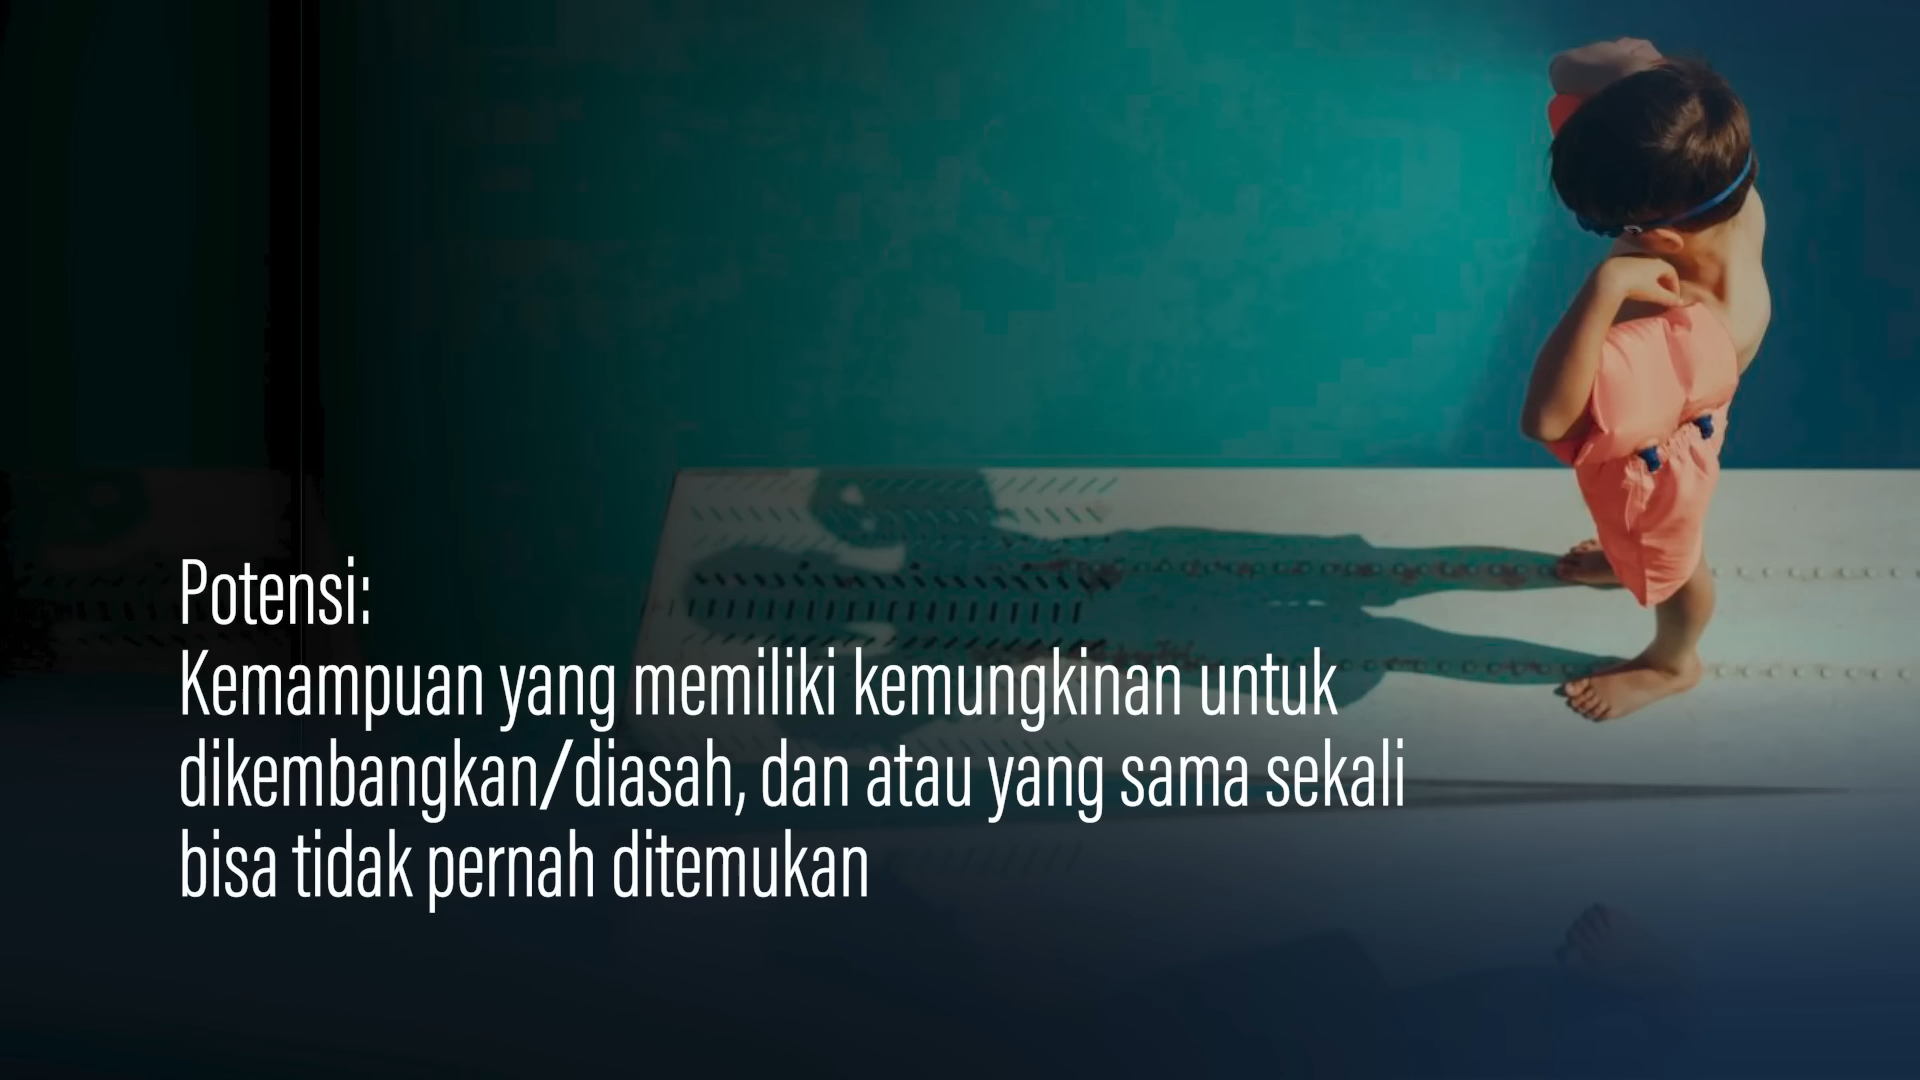 Potensi:
Kemampuan yang memiliki kemungkinan untuk
dikembangkan/diasah, dan atau yang sama sekali
bisa tidak pernah ditemukan